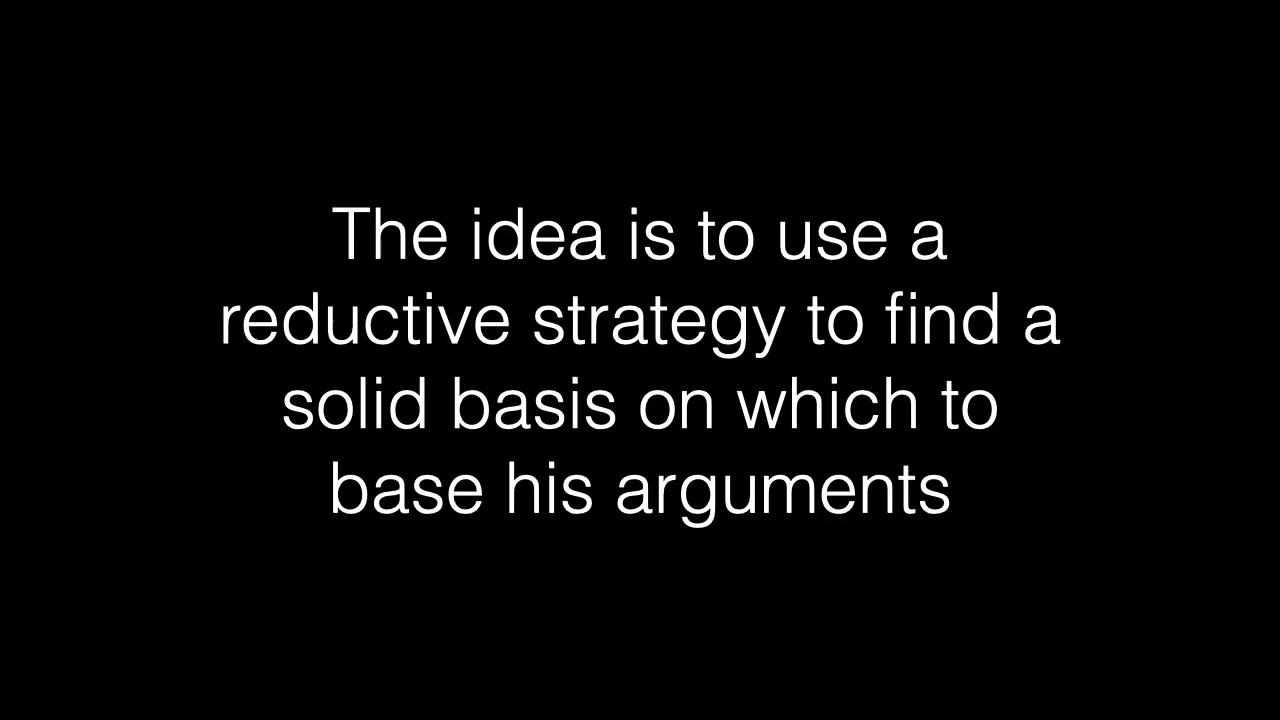 The idea is to use a
reductive strategy to find a
solid basis on which to
base his arguments